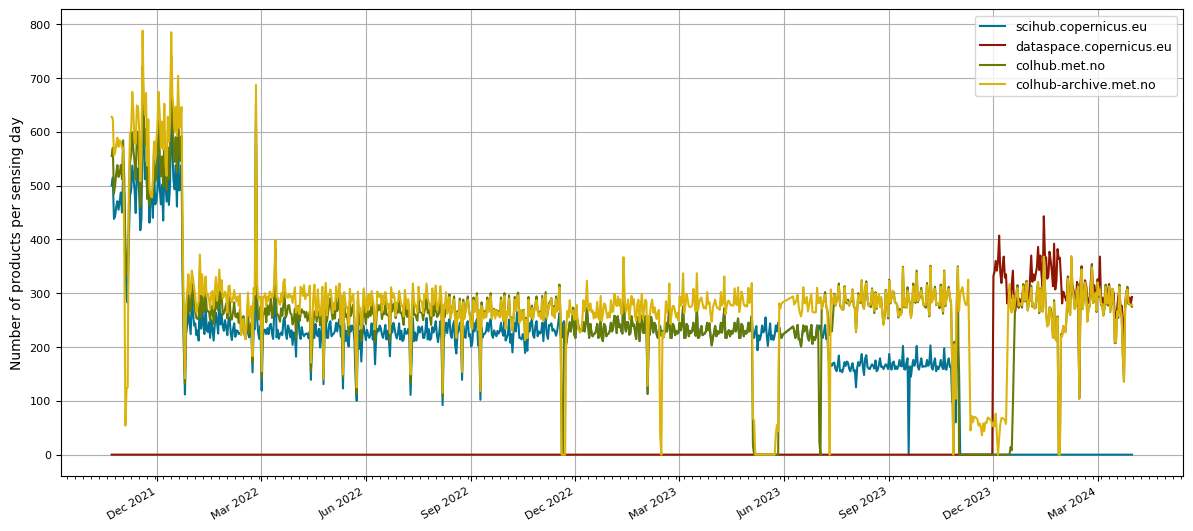 Number of products per sensing day
800
700
600
500
400
300
200
100
0
Dec 2021
Mar 2022
Jun 2022
Sep 2022
Dec 2022
Mar 2023
Jun 2023
Sep 2023
Dec 2023
Mar 2024
scihub.copernicus.eu
dataspace.copernicus.eu
colhub.met.no
colhub-archive.met.no